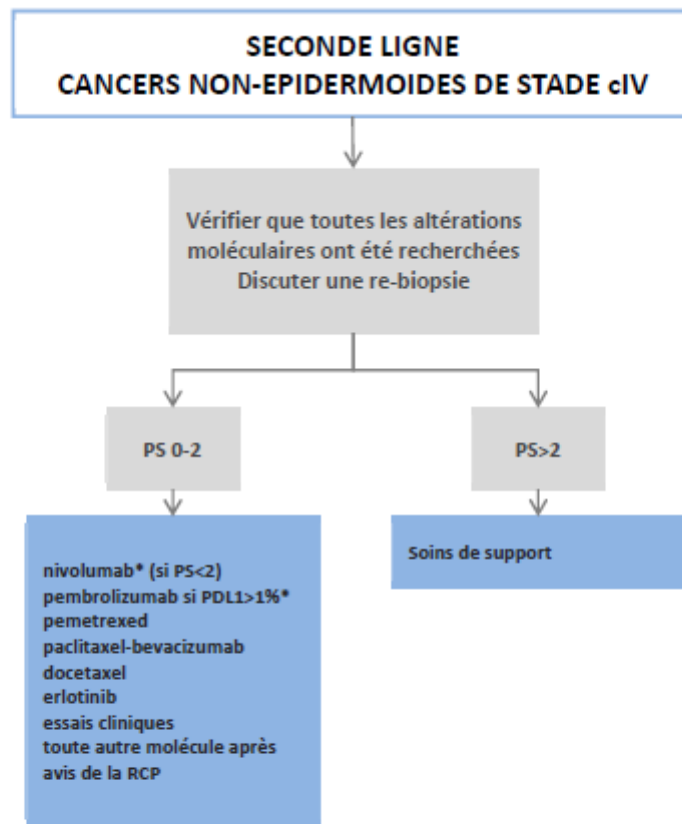 SECONDE LIGNE
CANCERS NON-EPIDERMOIDES DE STADE cIV
Vérifier que toutes les altérations
moléculaires ont été recherchées
Discuter une re-biopsie
PS 0-2
PS>2
nivolumab* (si PS<2)
pembrolizumab si PDL1>1%*
pemetrexed
paclitaxel-bevacizumab
docetaxel
erlotinib
essais cliniques
toute autre molécule après
avis de la RCP
Soins de support